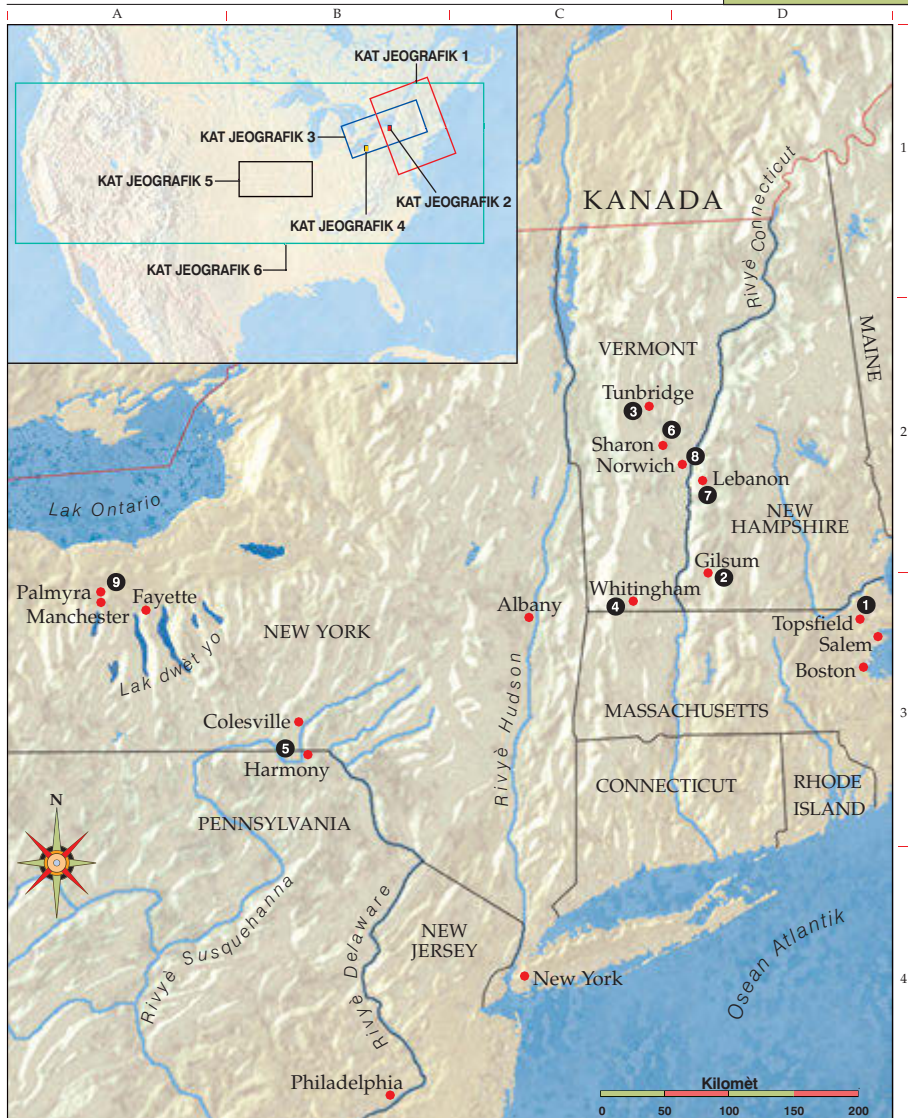 A B C D
KAT JEOGRAFIK 1
KAT JEOGRAFIK 3
KAT JEOGRAFIK 5
KAT JEOGRAFIK 2
KAT JEOGRAFIK 4
KAT JEOGRAFIK 6
1
KANADA
Rivyè Connecticut
MAINE
VERMONT
Tunbridge
3
6
2
Sharon
8
Norwich
Lebanon
7
NEW
HAMPSHIRE
Lak Ontario
Gilsum
2
9
Palmyra
Fayette
Manchester
Whitingham
4
Albany
1
Topsfield
Salem
Boston
NEW YORK
Lak dwèt yo
Rivyè Hudson
MASSACHUSETTS
3
Colesville
5
Harmony
CONNECTICUT
RHODE
ISLAND
N
PENNSYLVANIA
Rivyè Susquehanna
Rivyè Delaware
NEW
JERSEY
New York
Osean Atlantik
4
Philadelphia
Kilomèt
0 50 100 150 200